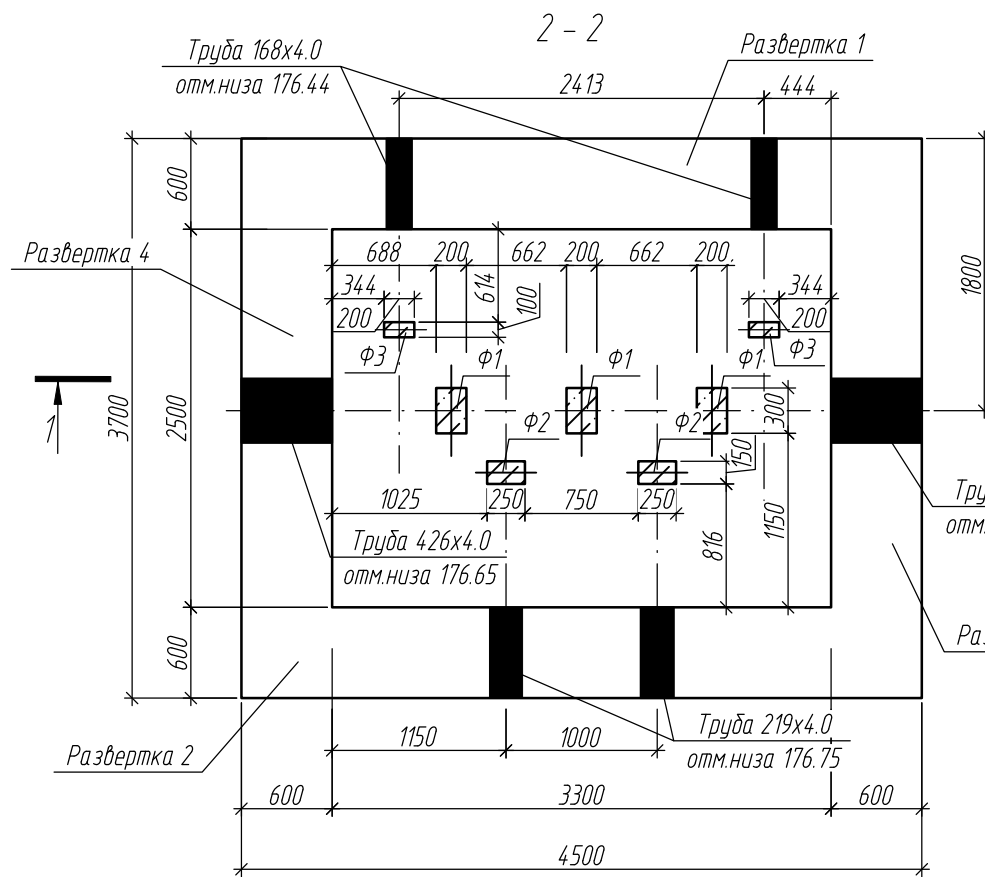 2 - 2
Труба 168х4.0
отм.низа 176.44
Развертка 1
2413
444
600
688
200
662
200
662
200
614
100
344
200
344
200
1800
Развертка 4
Ф3
Ф3
Ф1
Ф1
Ф1
1
3700
2500
300
Ф2
Ф2
150
1025
250
750
250
816
1150
Труба 426х4.0
отм.низа 176.65
Тру
отм.
600
Раз
Развертка 2
1150
1000
Труба 219х4.0
отм.низа 176.75
600
3300
600
4500